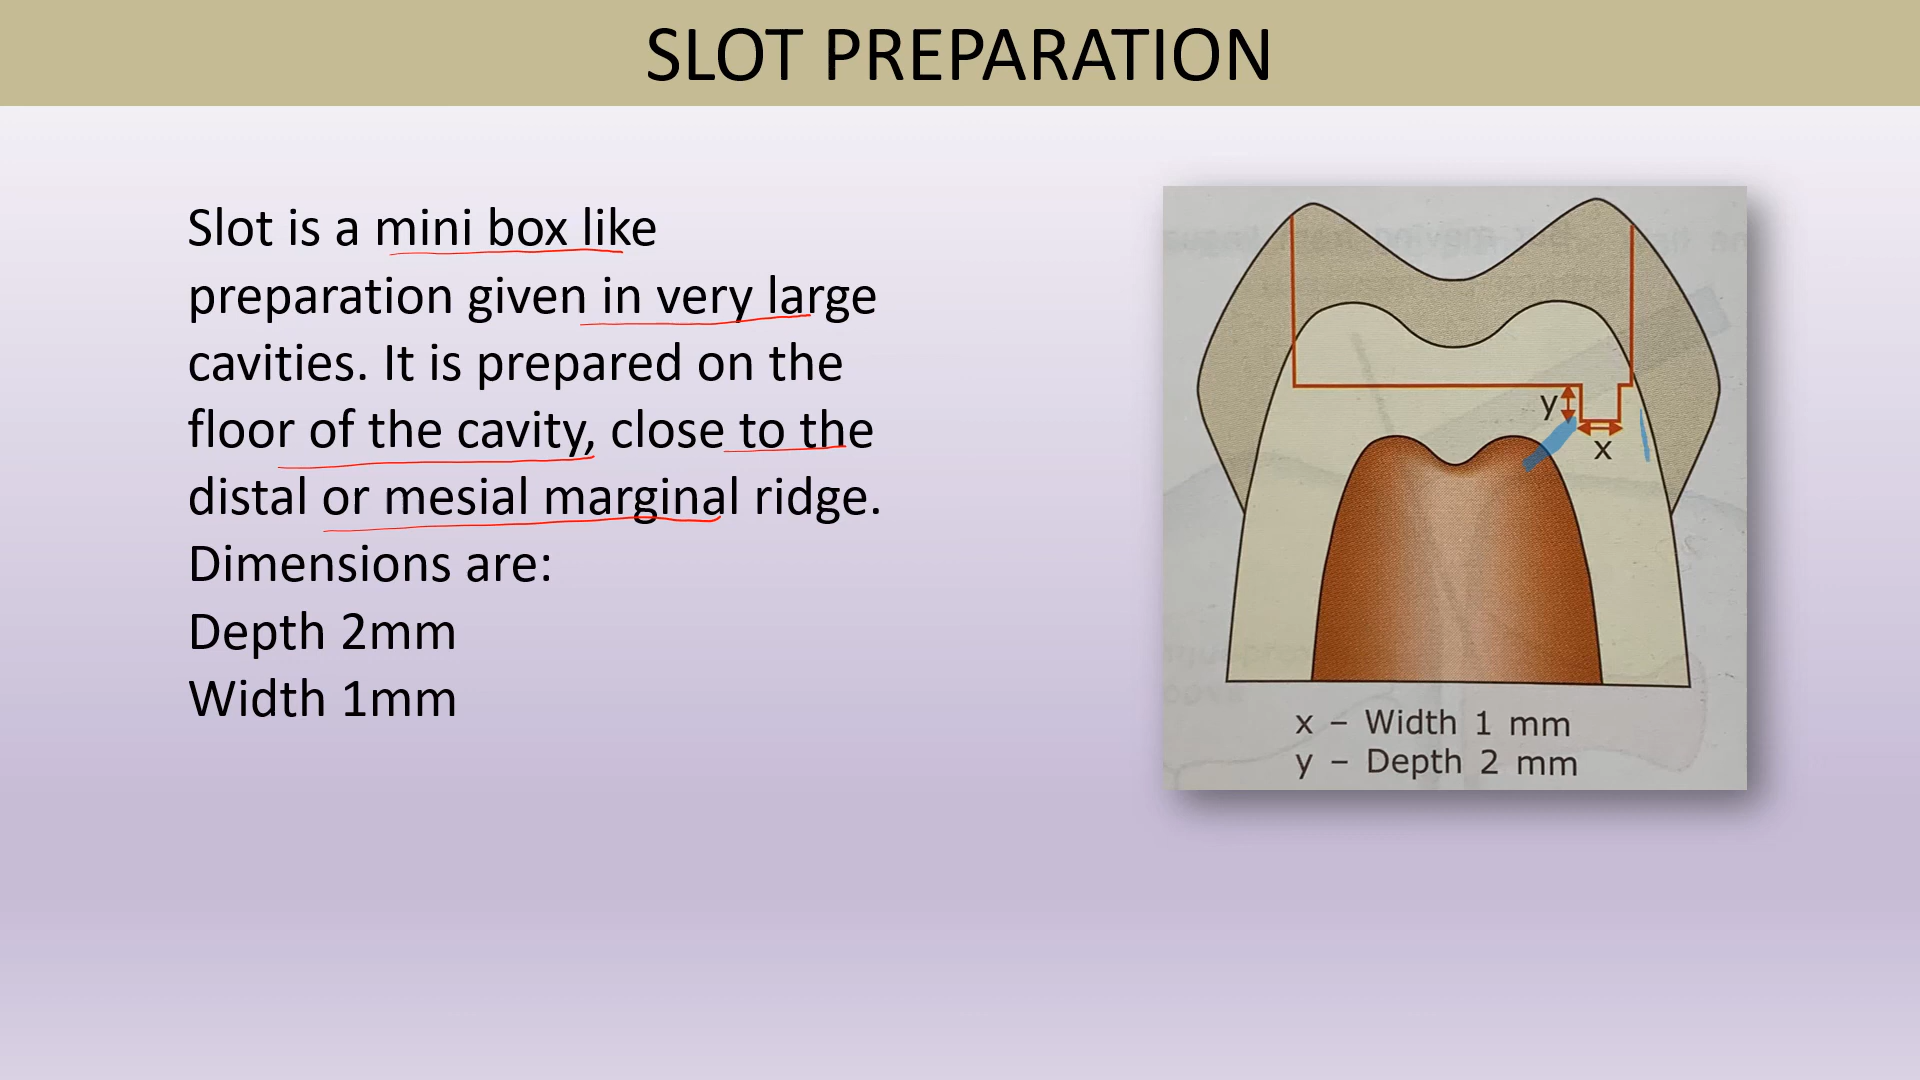 SLOT PREPARATION
Slot is a mini box like
preparation given in very large
cavities. It is prepared on the
floor of the cavity, close to the
distal or mesial marginal ridge.
Dimensions are:
Depth 2mm
Width 1mm
y
x
x – Width 1 mm
y – Depth 2 mm